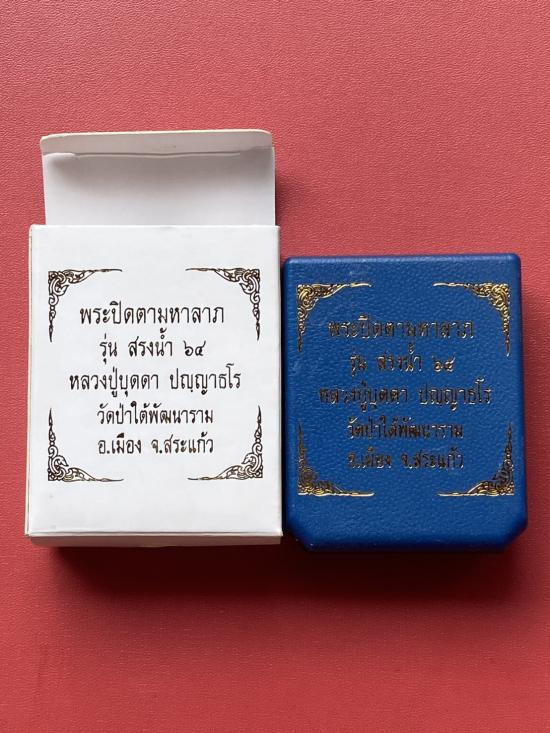 พระปิดตามหาลาภ
รุ่น สรงน้ำ ๖๔
หลวงปู่บุดดา ปญฺญาธโร
วัดป่าใต้พัฒนาราม
อ.เมือง จ.สระแก้ว
พระปิดตามหาลาภ
รุ่น สรงน้ำ ๖๔
หลวงปู่บุดดา ปญฺญาธโร
วัดป่าใต้พัฒนาราม
อ.เมือง จ.สระแก้ว